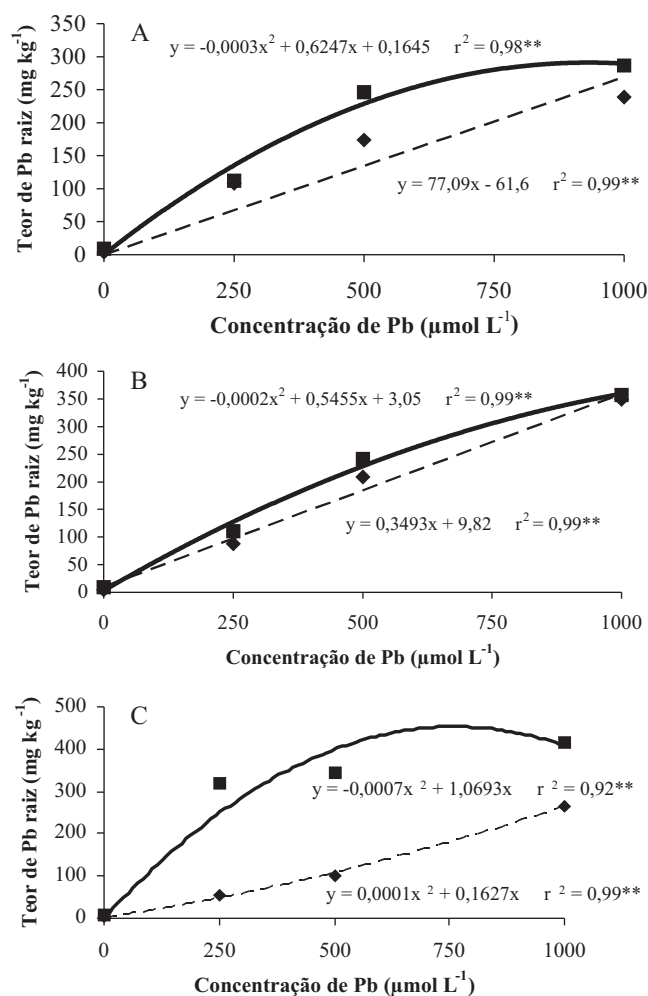 A
y = -0,0003x² + 0,6247x + 0,1645 r² = 0,98**
y = 77,09x - 61,6 r² = 0,99**
350
300
250
200
150
100
50
0
Teor de Pb raiz (mg kg⁻¹)
0 250 500 750 1000
Concentração de Pb (µmol L⁻¹)
B
y = -0,0002x² + 0,5455x + 3,05 r² = 0,99**
y = 0,3493x + 9,82 r² = 0,99**
400
350
300
250
200
150
100
50
0
Teor de Pb raiz (mg kg⁻¹)
0 250 500 750 1000
Concentração de Pb (µmol L⁻¹)
C
y = -0,0007x ² + 1,0693x r ² = 0,92**
y = 0,0001x ² + 0,1627x r ² = 0,99**
500
400
300
200
100
0
Teor de Pb raiz (mg kg⁻¹)
0 250 500 750 1000
Concentração de Pb (µmol L⁻¹)